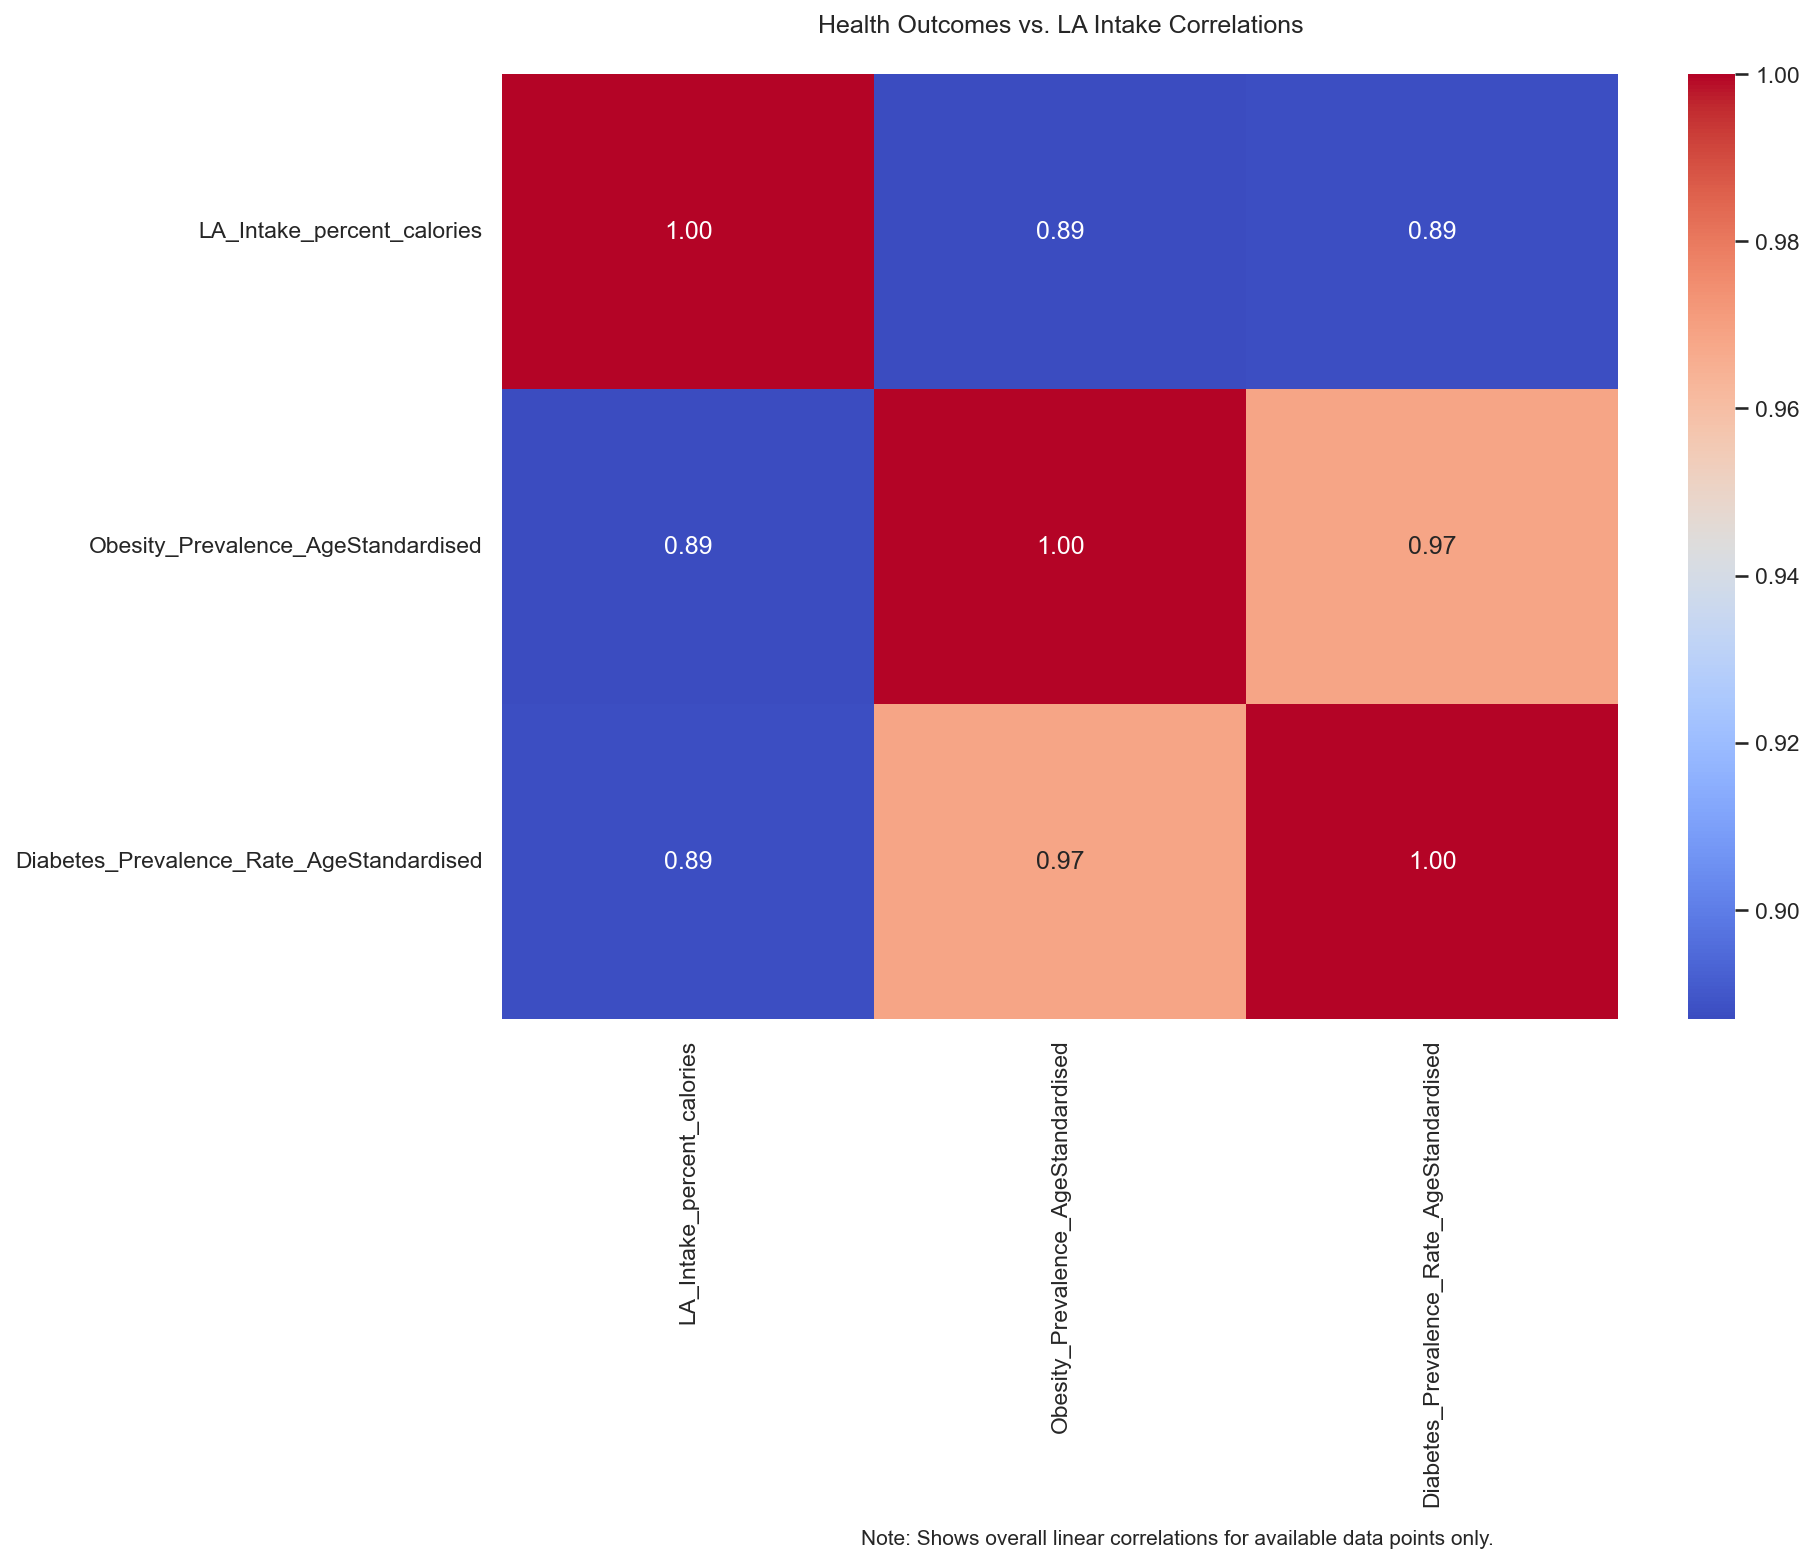 Health Outcomes vs. LA Intake Correlations
LA_Intake_percent_calories
1.00
0.89
0.89
Obesity_Prevalence_AgeStandardised
0.89
1.00
0.97
Diabetes_Prevalence_Rate_AgeStandardised
0.89
0.97
1.00
LA_Intake_percent_calories
Obesity_Prevalence_AgeStandardised
Diabetes_Prevalence_Rate_AgeStandardised
1.00
0.98
0.96
0.94
0.92
0.90
Note: Shows overall linear correlations for available data points only.